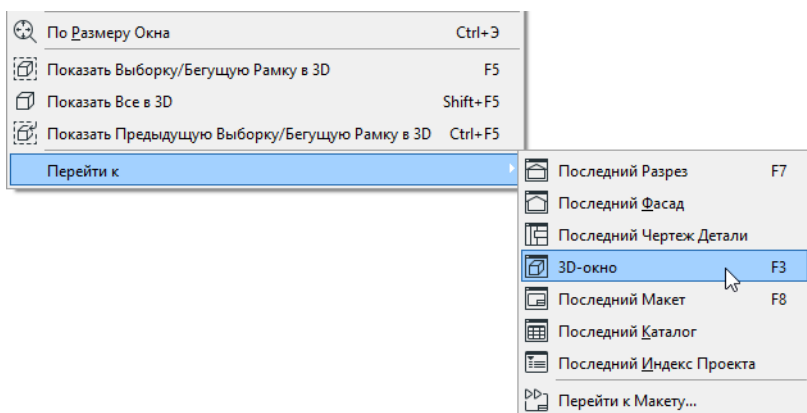 По Размеру Окна Ctrl+Э
Показать Выборку/Бегущую Рамку в 3D F5
Показать Все в 3D Shift+F5
Показать Предыдущую Выборку/Бегущую Рамку в 3D Ctrl+F5
Перейти к
Последний Разрез F7
Последний Фасад
Последний Чертеж Детали
3D-окно F3
Последний Макет F8
Последний Каталог
Последний Индекс Проекта
Перейти к Макету...